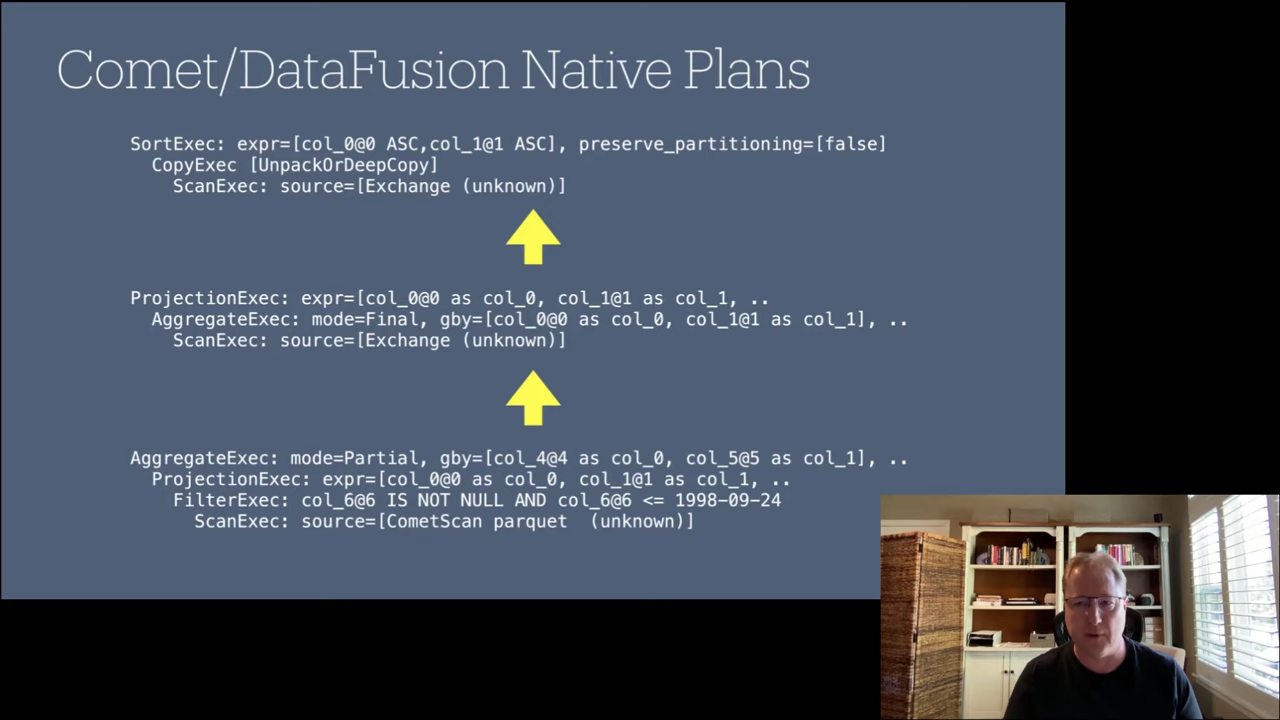 Comet/DataFusion Native Plans
SortExec: expr=[col_0@0 ASC,col_1@1 ASC], preserve_partitioning=[false]
CopyExec [UnpackOrDeepCopy]
ScanExec: source=[Exchange (unknown)]
ProjectionExec: expr=[col_0@0 as col_0, col_1@1 as col_1, ..
AggregateExec: mode=Final, gby=[col_0@0 as col_0, col_1@1 as col_1], ..
ScanExec: source=[Exchange (unknown)]
AggregateExec: mode=Partial, gby=[col_4@4 as col_0, col_5@5 as col_1], ..
ProjectionExec: expr=[col_0@0 as col_0, col_1@1 as col_1, ..
FilterExec: col_6@6 IS NOT NULL AND col_6@6 <= 1998-09-24
ScanExec: source=[CometScan parquet  (unknown)]